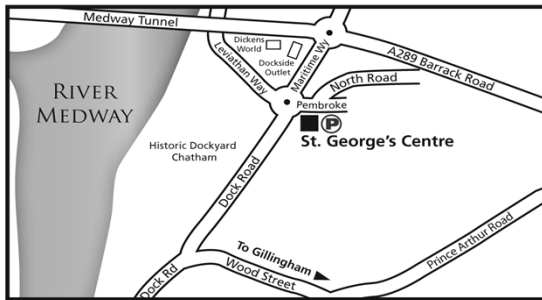 Medway Tunnel
Dickens
World
Dockside
Outlet
Leviathan Way
Maritime Wy
A289 Barrack Road
North Road
Pembroke
RIVER
MEDWAY
P
St. George's Centre
Historic Dockyard
Chatham
Dock Road
To Gillingham
Wood Street
Prince Arthur Road
Dock Rd